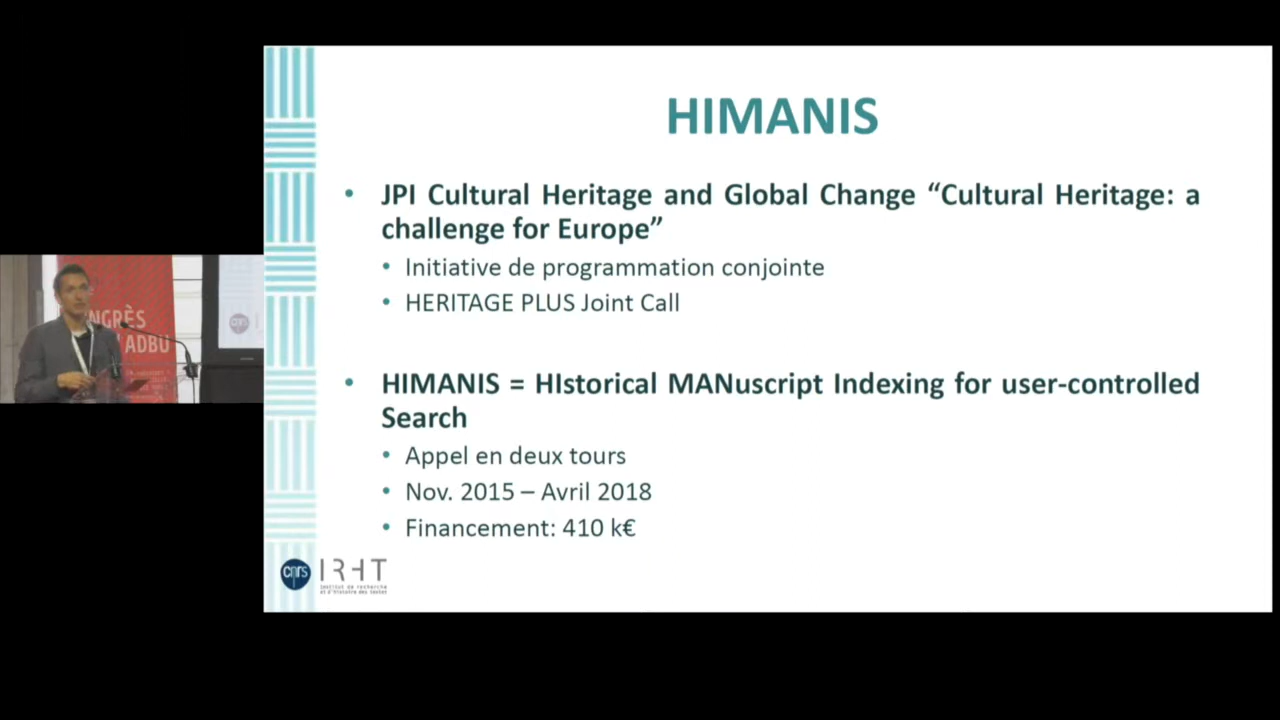 HIMANIS
• JPI Cultural Heritage and Global Change “Cultural Heritage: a
challenge for Europe”
• Initiative de programmation conjointe
• HERITAGE PLUS Joint Call
• HIMANIS = HIstorical MANuscript Indexing for user-controlled
Search
• Appel en deux tours
• Nov. 2015 – Avril 2018
• Financement: 410 k€
cnrs
IRHT
Institut de recherche
et d'histoire des textes
NGRÈS
ADBU